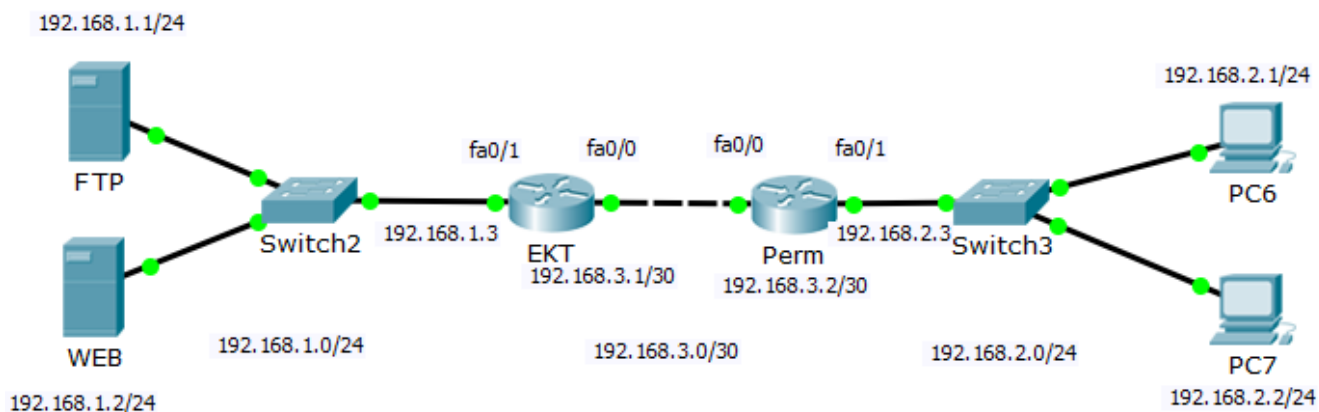 192.168.1.1/24
192.168.2.1/24
fa0/1
fa0/0
fa0/0
fa0/1
FTP
PC6
Switch2
192.168.1.3
EKT
Perm
192.168.2.3
Switch3
192.168.3.1/30
192.168.3.2/30
WEB
192.168.1.0/24
192.168.3.0/30
192.168.2.0/24
PC7
192.168.1.2/24
192.168.2.2/24